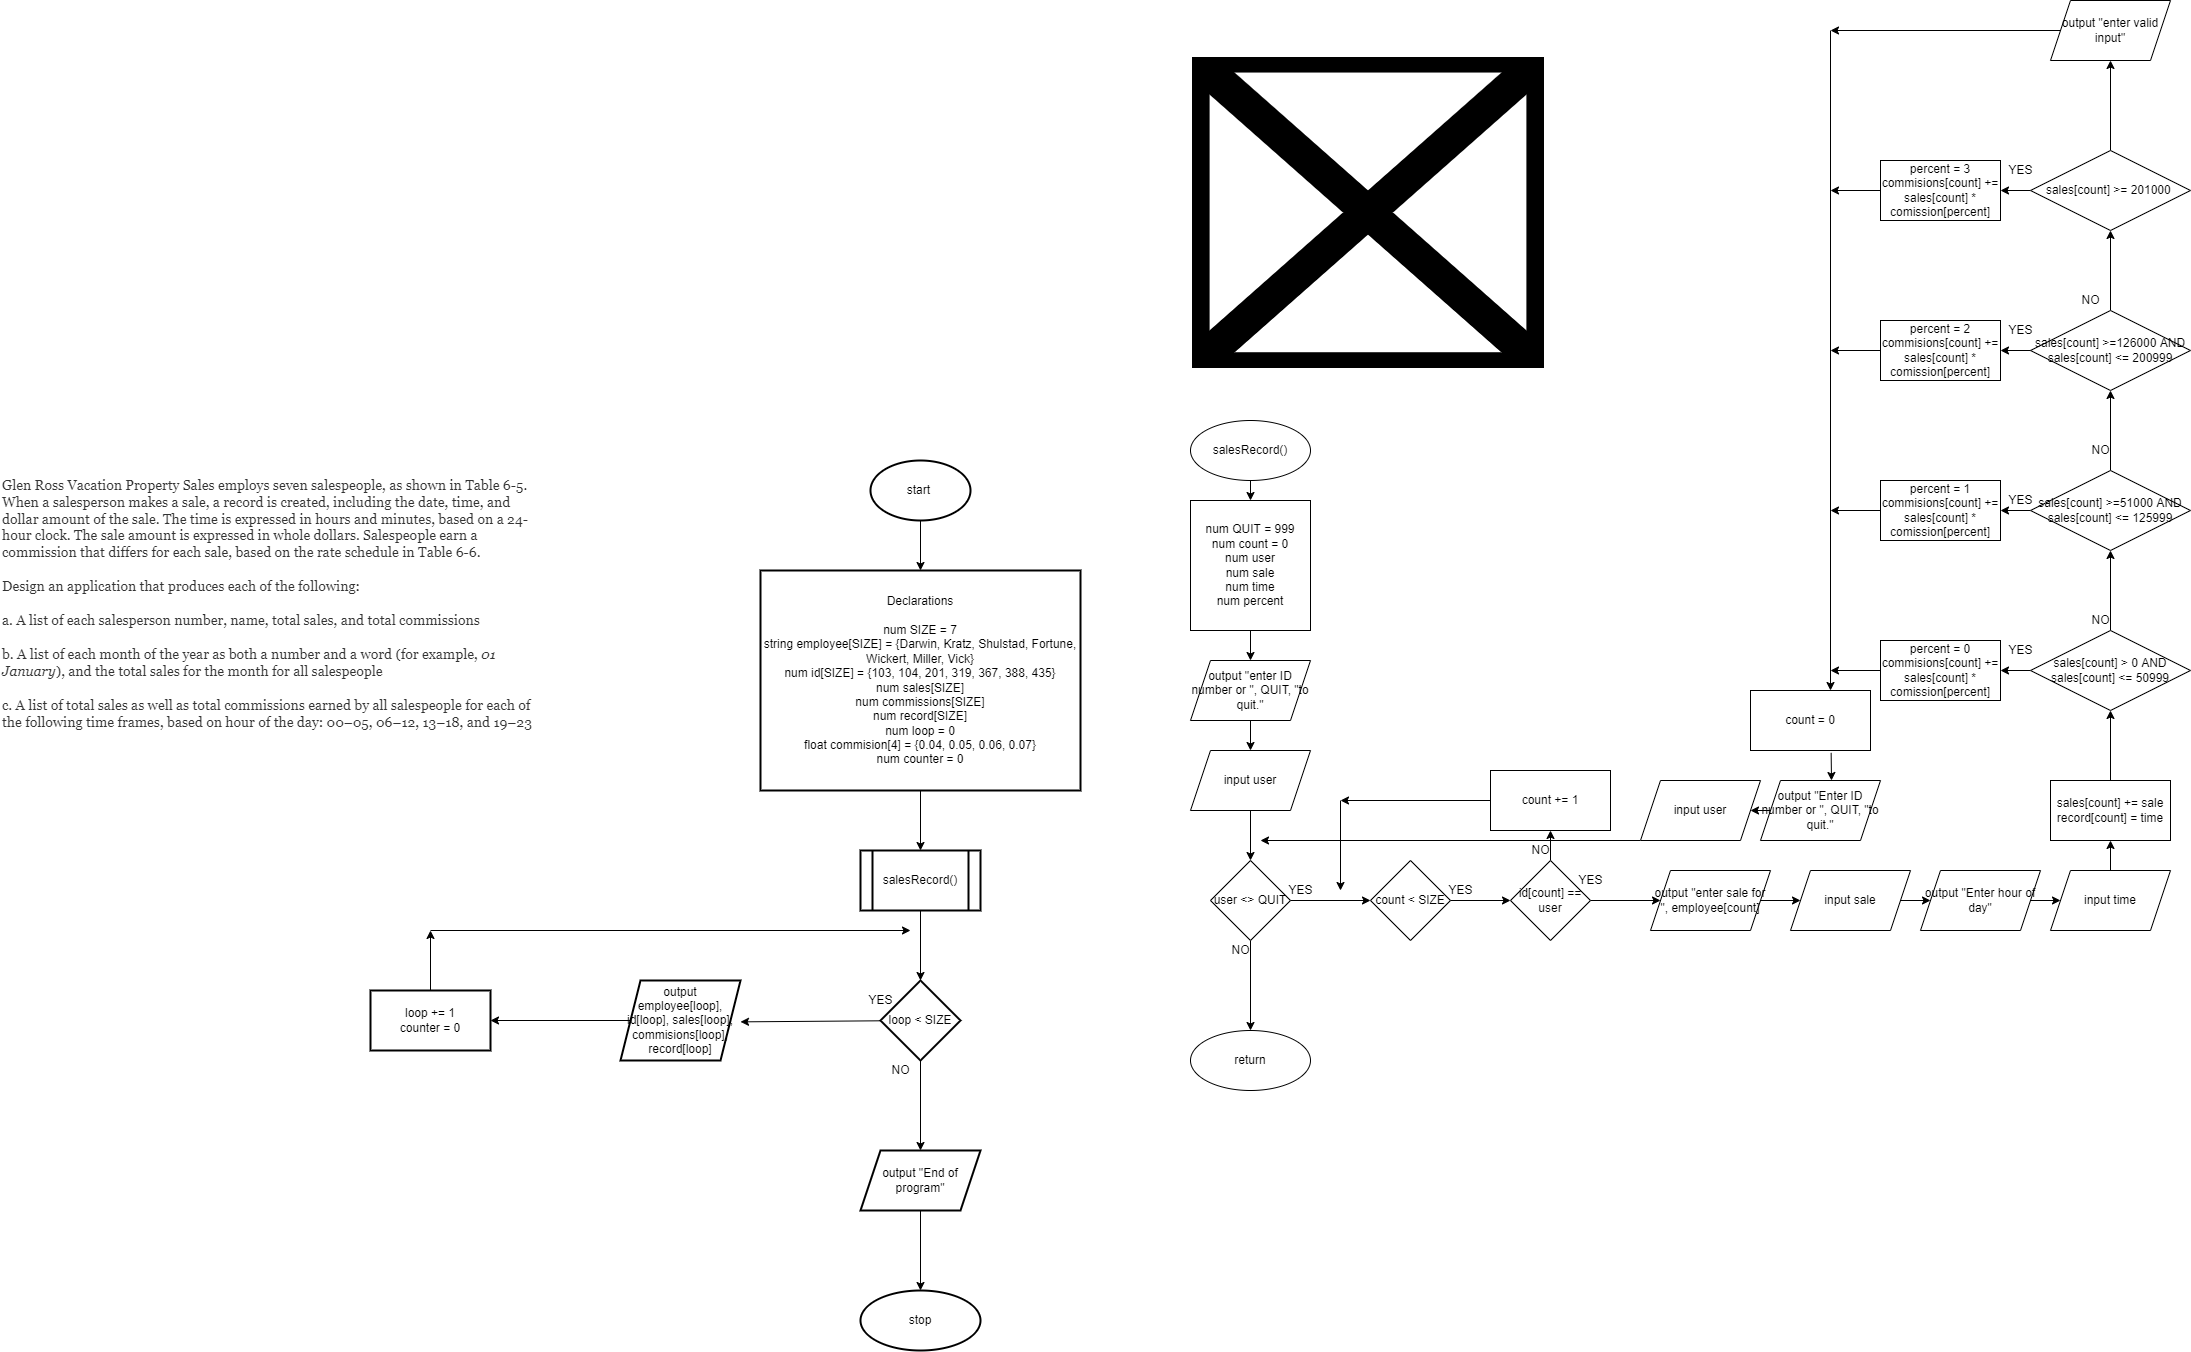 Glen Ross Vacation Property Sales employs seven salespeople, as shown in Table 6-5.
When a salesperson makes a sale, a record is created, including the date, time, and
dollar amount of the sale. The time is expressed in hours and minutes, based on a 24-
hour clock. The sale amount is expressed in whole dollars. Salespeople earn a
commission that differs for each sale, based on the rate schedule in Table 6-6.
Design an application that produces each of the following:
a. A list of each salesperson number, name, total sales, and total commissions
b. A list of each month of the year as both a number and a word (for example, 01
January), and the total sales for the month for all salespeople
c. A list of total sales as well as total commissions earned by all salespeople for each of
the following time frames, based on hour of the day: 00–05, 06–12, 13–18, and 19–23
start
Declarations
num SIZE = 7
string employee[SIZE] = {Darwin, Kratz, Shulstad, Fortune,
Wickert, Miller, Vick}
num id[SIZE] = {103, 104, 201, 319, 367, 388, 435}
num sales[SIZE]
num commissions[SIZE]
num record[SIZE]
num loop = 0
float commision[4] = {0.04, 0.05, 0.06, 0.07}
num counter = 0
salesRecord()
loop < SIZE
YES
NO
output
employee[loop],
id[loop], sales[loop],
commisions[loop]
record[loop]
loop += 1
counter = 0
output "End of
program"
stop
salesRecord()
num QUIT = 999
num count = 0
num user
num sale
num time
num percent
output "enter ID
number or ", QUIT, "to
quit."
input user
user <> QUIT
YES
NO
return
count < SIZE
YES
id[count] ==
user
NO
YES
count += 1
output "enter sale for
", employee[count]
input sale
output "Enter hour of
day"
input time
sales[count] += sale
record[count] = time
sales[count] > 0 AND
sales[count] <= 50999
YES
percent = 0
commisions[count] +=
sales[count] *
comission[percent]
NO
sales[count] >=51000 AND
sales[count] <= 125999
YES
percent = 1
commisions[count] +=
sales[count] *
comission[percent]
NO
sales[count] >=126000 AND
sales[count] <= 200999
YES
percent = 2
commisions[count] +=
sales[count] *
comission[percent]
NO
sales[count] >= 201000
YES
percent = 3
commisions[count] +=
sales[count] *
comission[percent]
output "enter valid
input"
count = 0
output "Enter ID
number or ", QUIT, "to
quit."
input user